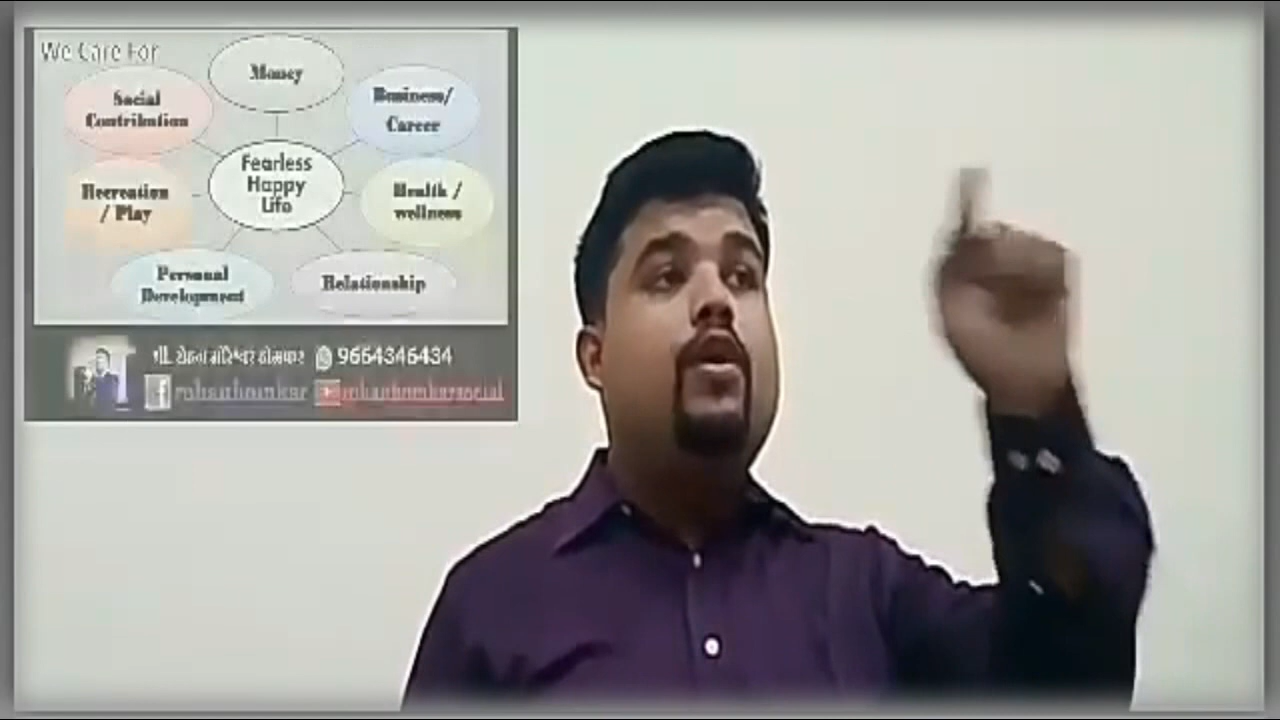 We Care For
Money
Social
Contribution
Business/
Career
Fearless
Happy
Life
Recreation
/ Play
Health /
wellness
Personal
Development
Relationship
9664346434